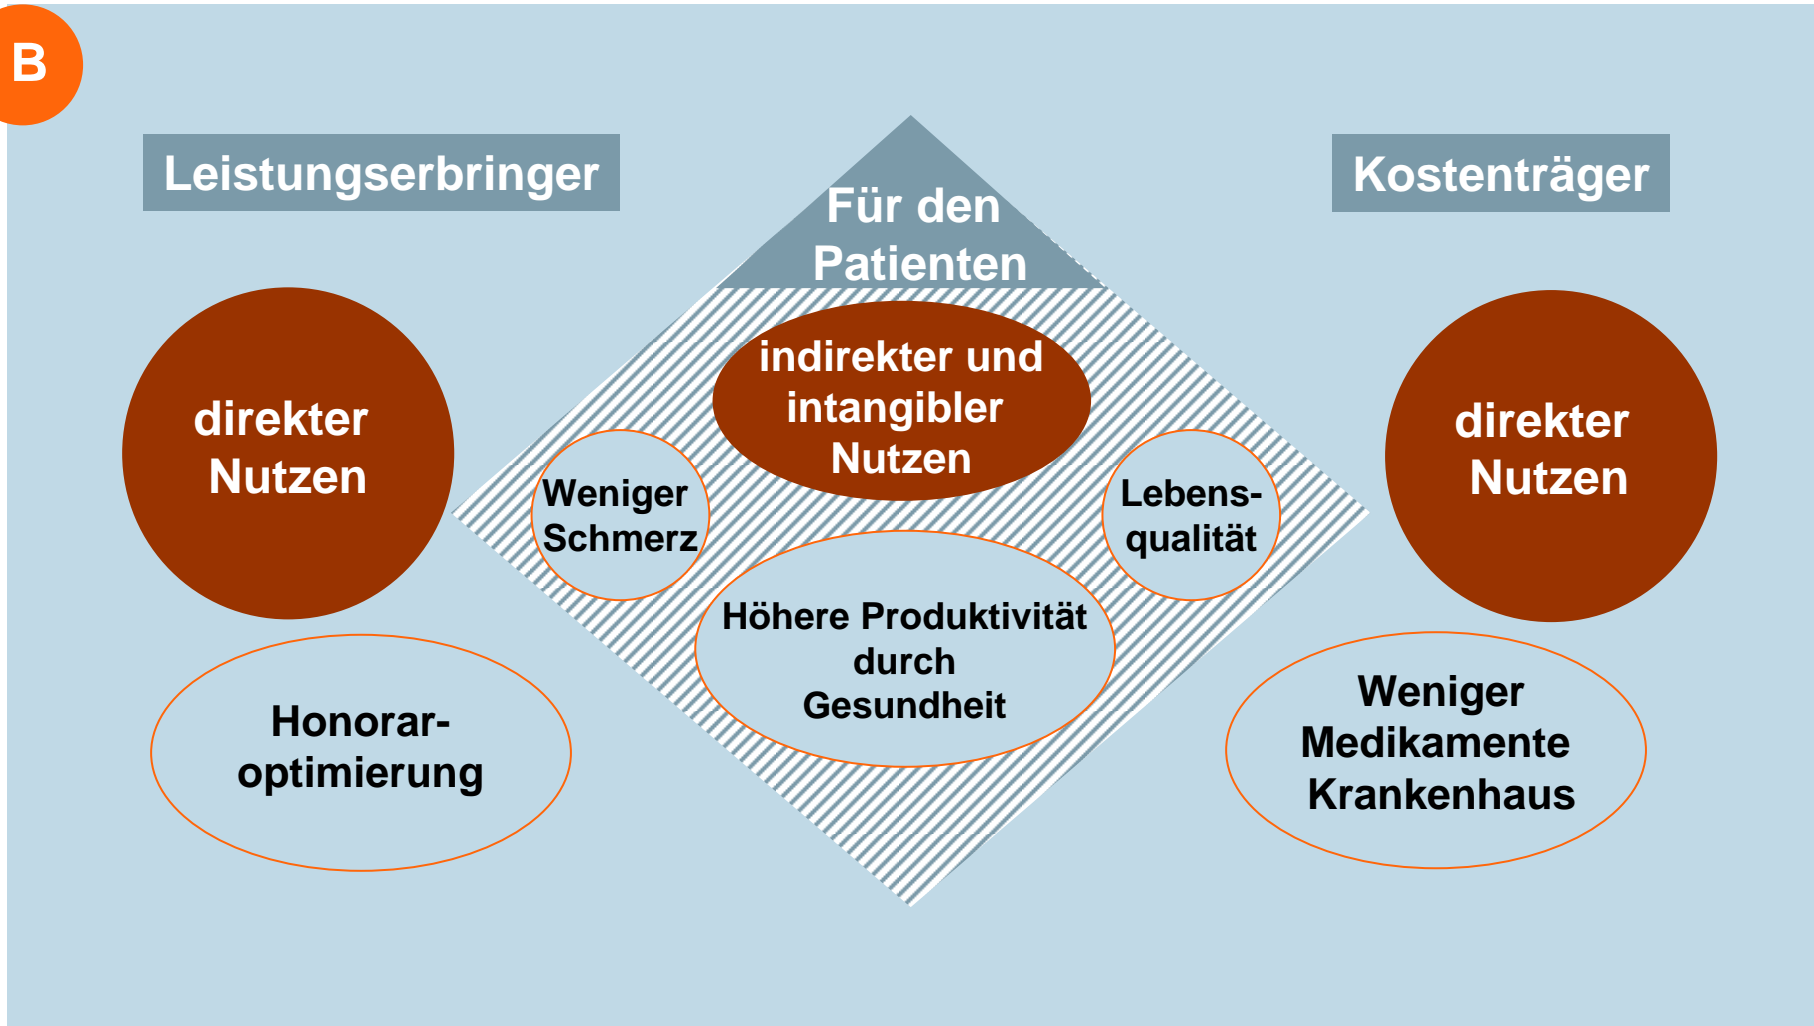 B
Leistungserbringer
Für den
Patienten
Kostenträger
direkter
Nutzen
indirekter und
intangibler
Nutzen
direkter
Nutzen
Weniger
Schmerz
Lebens-
qualität
Höhere Produktivität
durch
Gesundheit
Honorar-
optimierung
Weniger
Medikamente
Krankenhaus